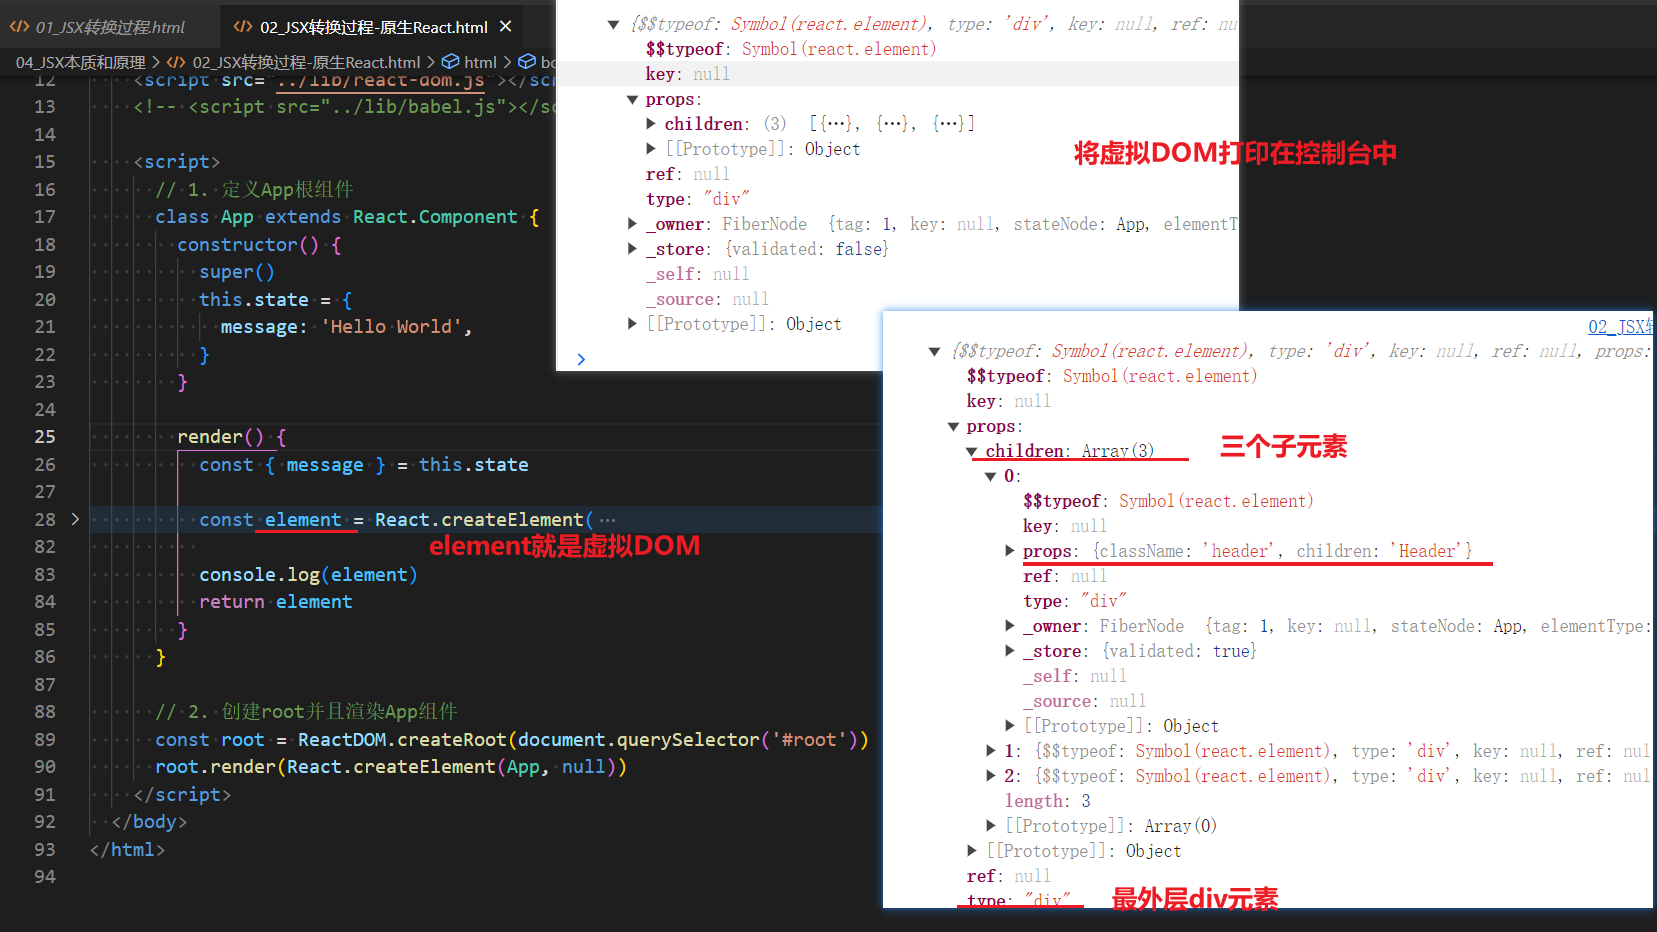 01_JSX转换过程.html
02_JSX转换过程-原生React.html
04_JSX本质和原理 > 02_JSX转换过程-原生React.html > html >
12 <script src="../lib/react-dom.js"></
13 <!-- <script src="../lib/babel.js"></
14
15 <script>
16 // 1. 定义App根组件
17 class App extends React.Component {
18 constructor() {
19 super()
20 this.state = {
21 message: 'Hello World',
22 }
23 }
24
25 render() {
26 const { message } = this.state
27
28 const element = React.createElement(…
element就是虚拟DOM
82
83 console.log(element)
84 return element
85 }
86 }
87
88 // 2. 创建root并且渲染App组件
89 const root = ReactDOM.createRoot(document.querySelector('#root'))
90 root.render(React.createElement(App, null))
91 </script>
92 </body>
93 </html>
94
{$$typeof: Symbol(react.element), type: 'div', key: null, ref:
$$typeof: Symbol(react.element)
key: null
props:
children: (3) [{…}, {…}, {…}]
[[Prototype]]: Object
ref: null
type: "div"
_owner: FiberNode {tag: 1, key: null, stateNode: App,
_store: {validated: false}
_self: null
_source: null
[[Prototype]]: Object
将虚拟DOM打印在控制台中
02_JSX
{$$typeof: Symbol(react.element), type: 'div', key: null, ref: null, props:
$$typeof: Symbol(react.element)
key: null
props:
children: Array(3)
三个子元素
0:
$$typeof: Symbol(react.element)
key: null
props: {className: 'header', children: 'Header'}
ref: null
type: "div"
_owner: FiberNode {tag: 1, key: null, stateNode: App, elementType:
_store: {validated: true}
_self: null
_source: null
[[Prototype]]: Object
1: {$$typeof: Symbol(react.element), type: 'div', key: null, ref:
2: {$$typeof: Symbol(react.element), type: 'div', key: null, ref:
length: 3
[[Prototype]]: Array(0)
[[Prototype]]: Object
ref: null
type: "div"
最外层div元素